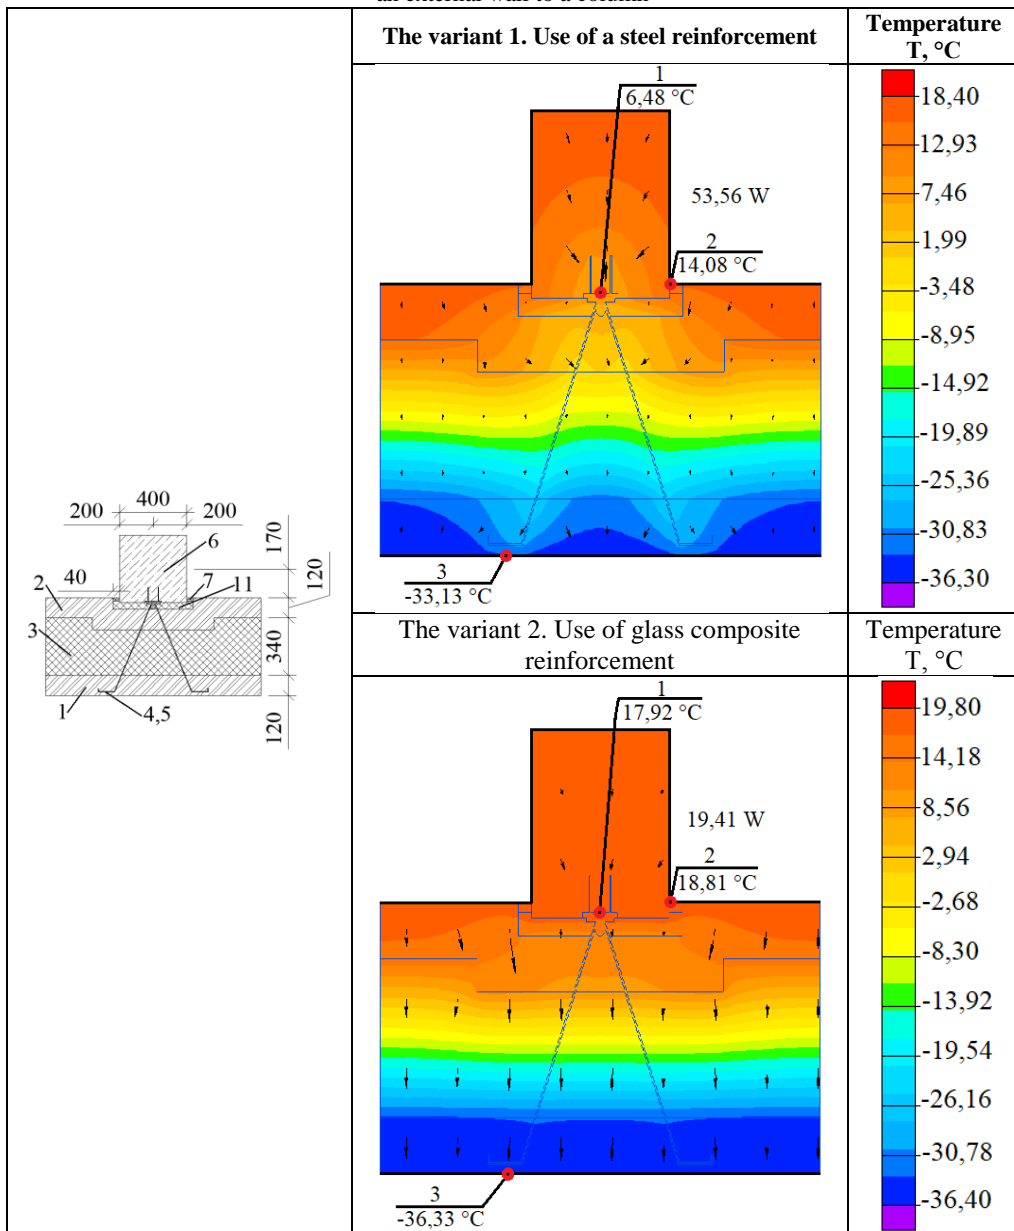 an external wall to a column
The variant 1. Use of a steel reinforcement
Temperature
T, °C
1
6,48 °C
53,56 W
2
14,08 °C
3
-33,13 °C
18,40
12,93
7,46
1,99
-3,48
-8,95
-14,92
-19,89
-25,36
-30,83
-36,30
400
200
200
170
120
340
120
40
6
7
11
2
3
1
4,5
The variant 2. Use of glass composite
reinforcement
Temperature
T, °C
1
17,92 °C
19,41 W
2
18,81 °C
3
-36,33 °C
19,80
14,18
8,56
2,94
-2,68
-8,30
-13,92
-19,54
-26,16
-30,78
-36,40